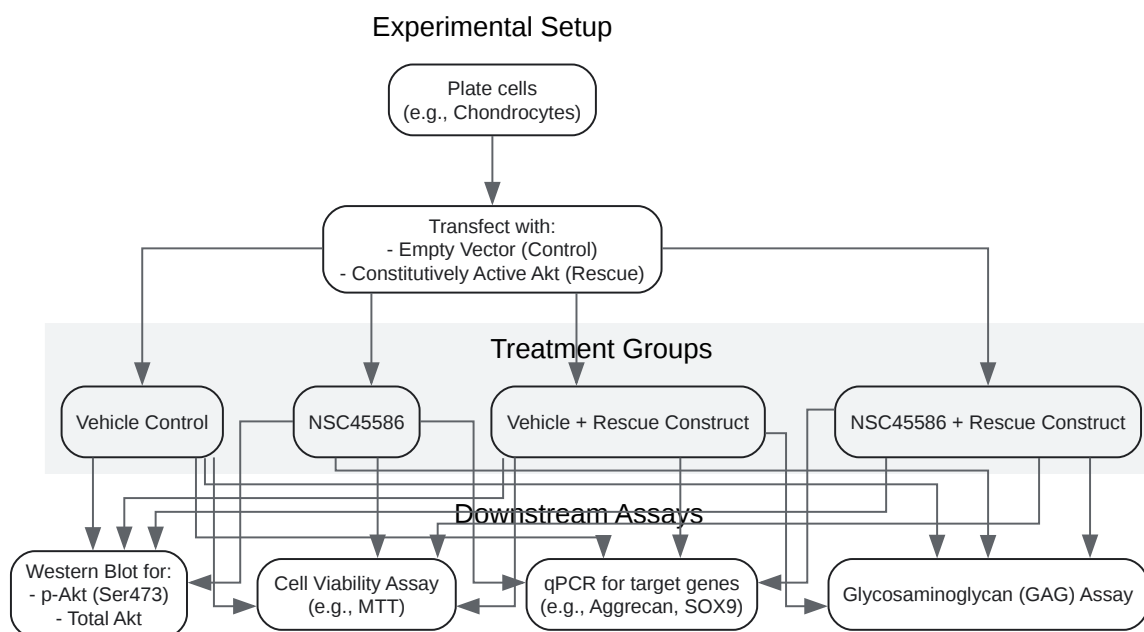 Experimental Setup
Plate cells
(e.g., Chondrocytes)
Transfect with:
- Empty Vector (Control)
- Constitutively Active Akt (Rescue)
Treatment Groups
Vehicle Control
NSC45586
Vehicle + Rescue Construct
NSC45586 + Rescue Construct
Downstream Assays
Western Blot for:
- p-Akt (Ser473)
- Total Akt
Cell Viability Assay
(e.g., MTT)
qPCR for target genes
(e.g., Aggrecan, SOX9)
Glycosaminoglycan (GAG) Assay